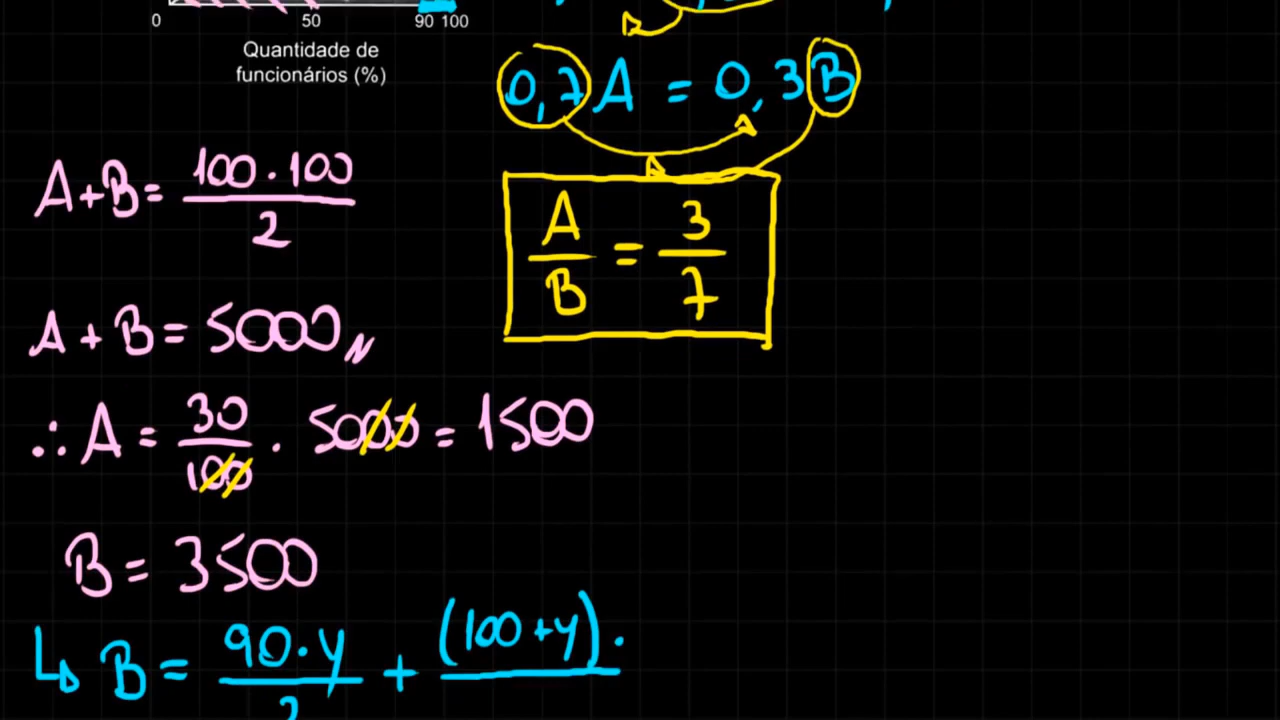 0 50 90 100
Quantidade de
funcionários (%)
0,7A = 0,3B
A+B= 100.100/2
A/B = 3/7
A + B = 5000
∴ A = 30/100 . 5000 = 1500
B = 3500
↳ B = 90.y/2 + (100+y).